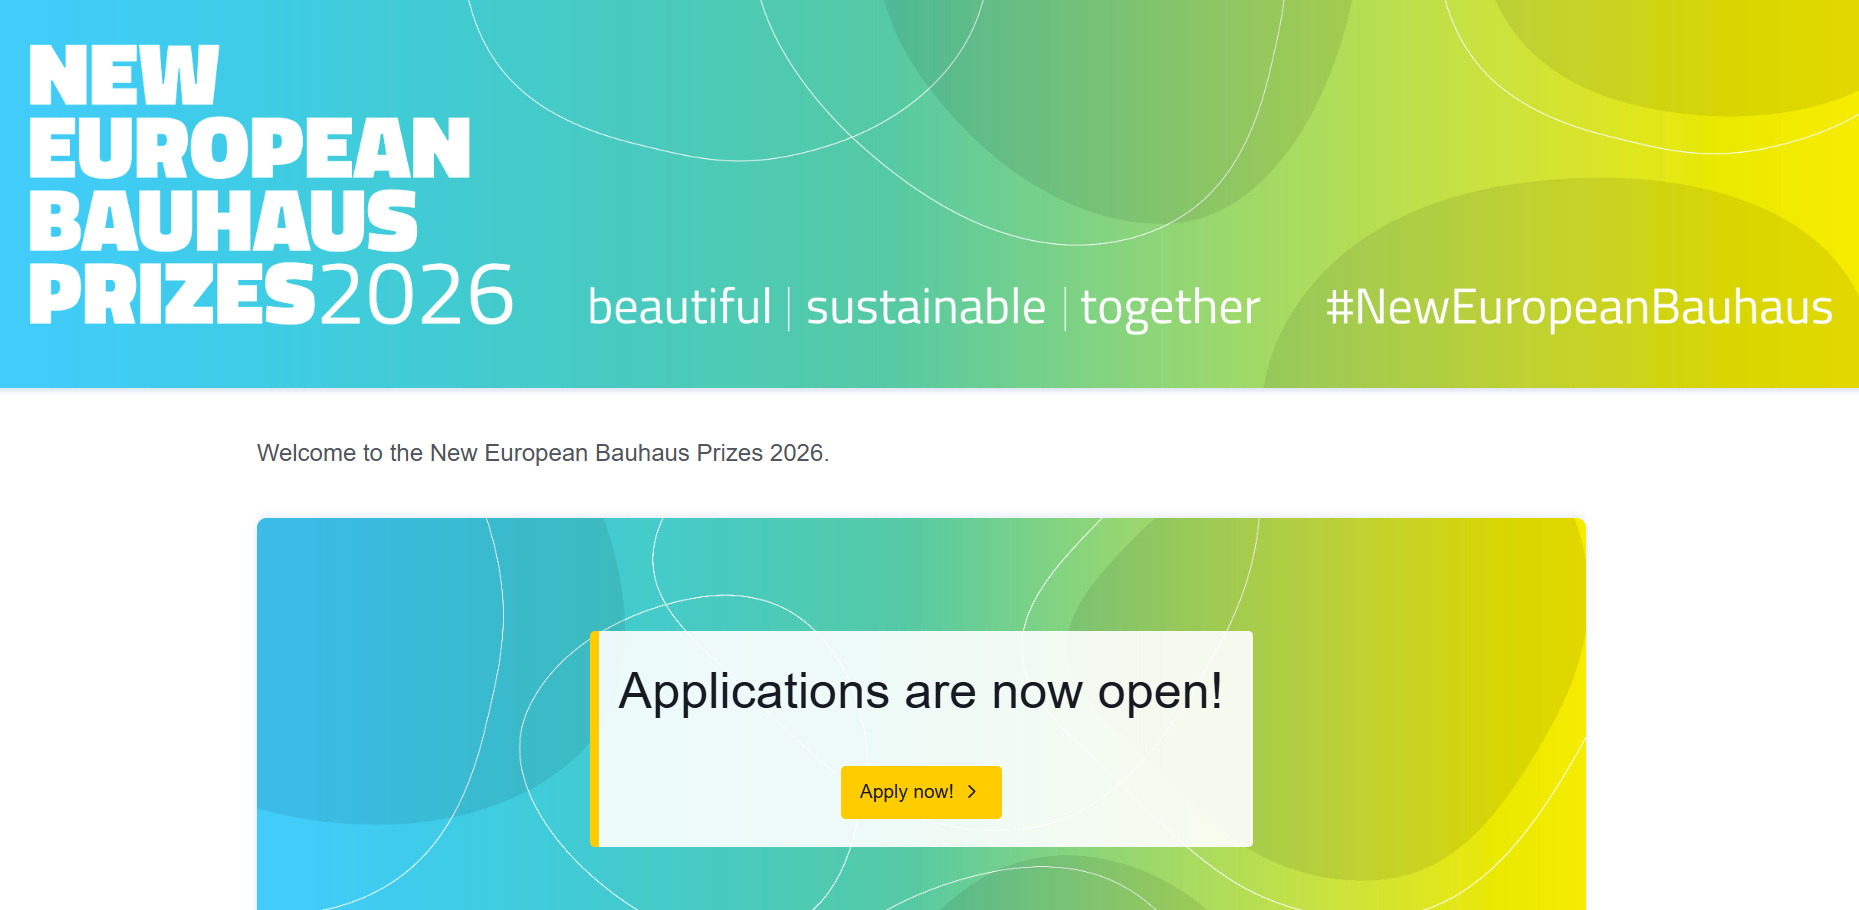 NEW
EUROPEAN
BAUHAUS
PRIZES2026
beautiful | sustainable | together #NewEuropeanBauhaus
Welcome to the New European Bauhaus Prizes 2026.
Applications are now open!
Apply now!